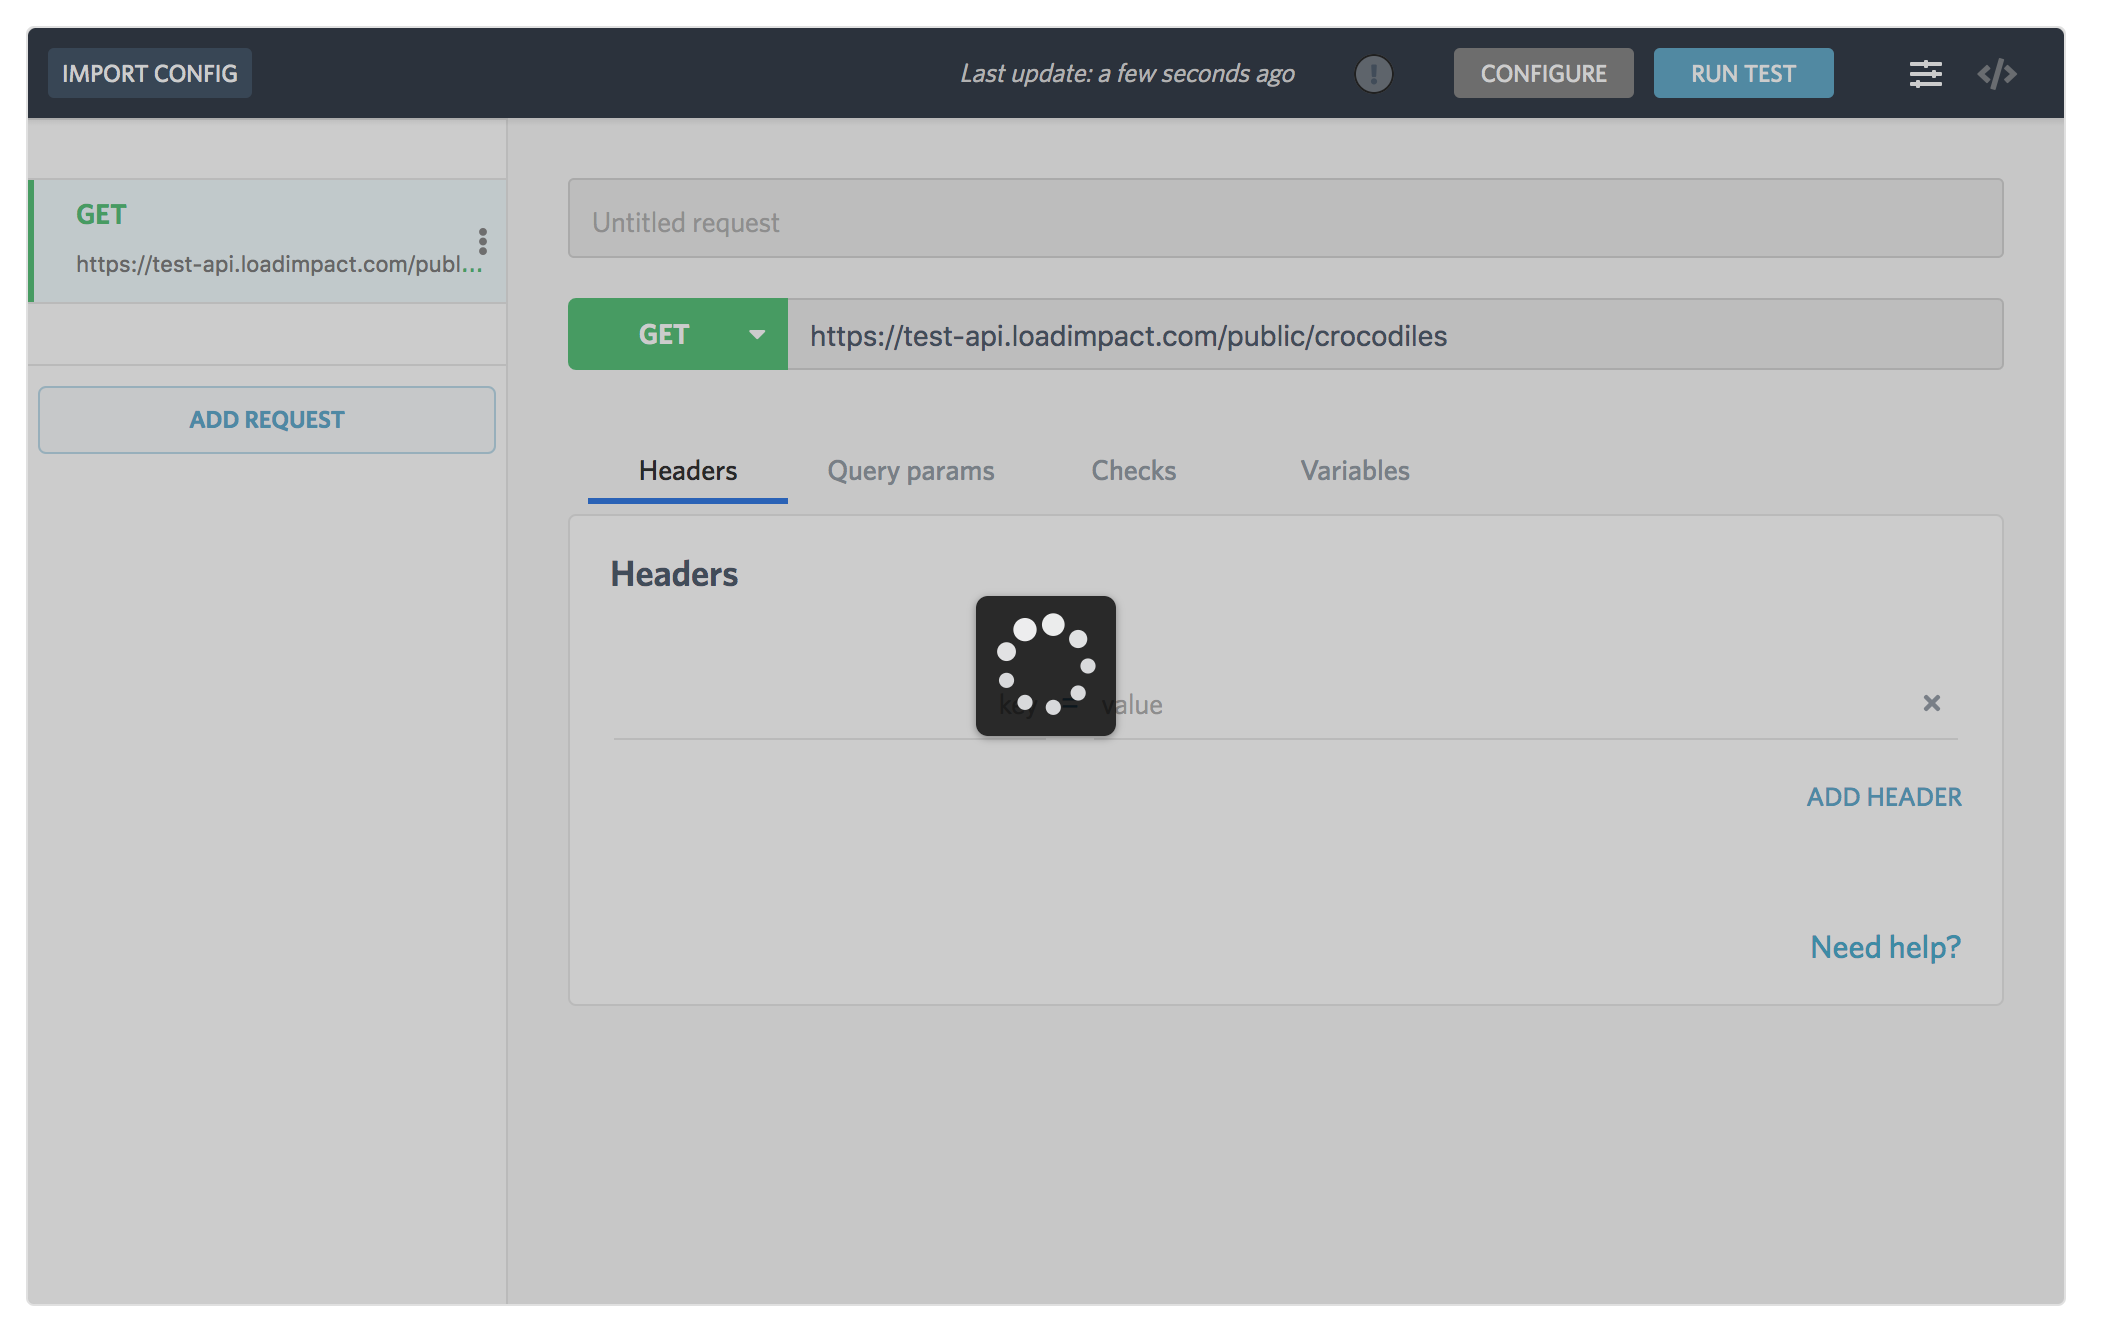 IMPORT CONFIG
Last update: a few seconds ago
CONFIGURE
RUN TEST
GET
https://test-api.loadimpact.com/publ...
ADD REQUEST
Untitled request
GET
https://test-api.loadimpact.com/public/crocodiles
Headers
Query params
Checks
Variables
Headers
key = value
ADD HEADER
Need help?